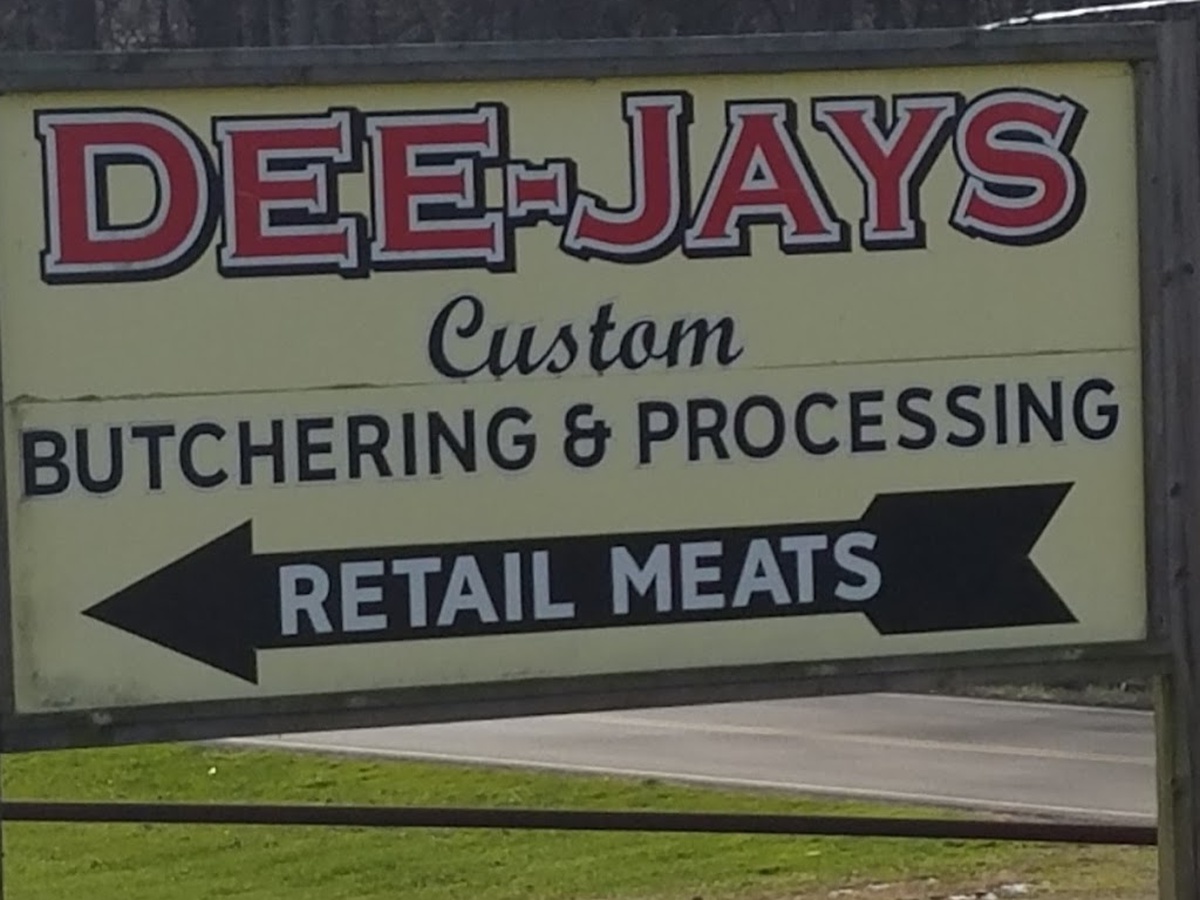 DEE-JAYS
Custom
BUTCHERING & PROCESSING
RETAIL MEATS